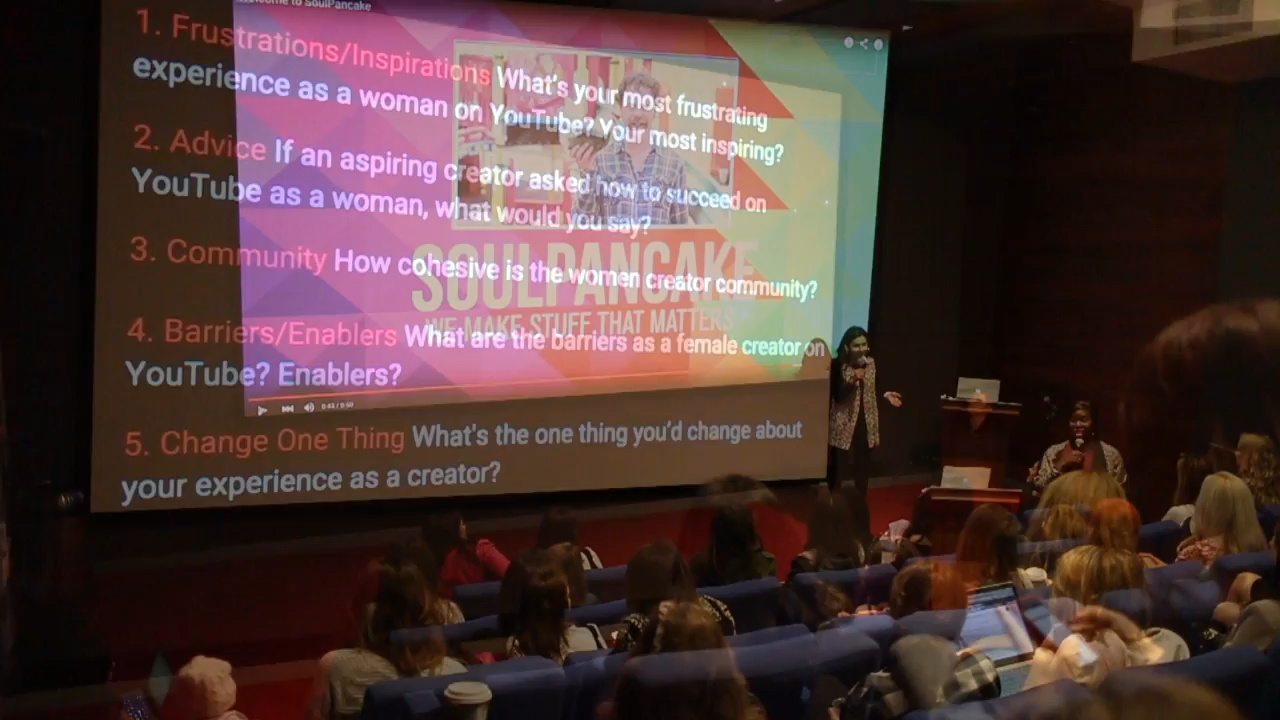 Welcome to SoulPancake
1. Frustrations/Inspirations What's your most frustrating
experience as a woman on YouTube? Your most inspiring?
2. Advice If an aspiring creator asked how to succeed on
YouTube as a woman, what would you say?
3. Community How cohesive is the women creator community?
SOULPANCAKE
WE MAKE STUFF THAT MATTERS
4. Barriers/Enablers What are the barriers as a female creator on
YouTube? Enablers?
0:43 / 0:50
5. Change One Thing What's the one thing you'd change about
your experience as a creator?